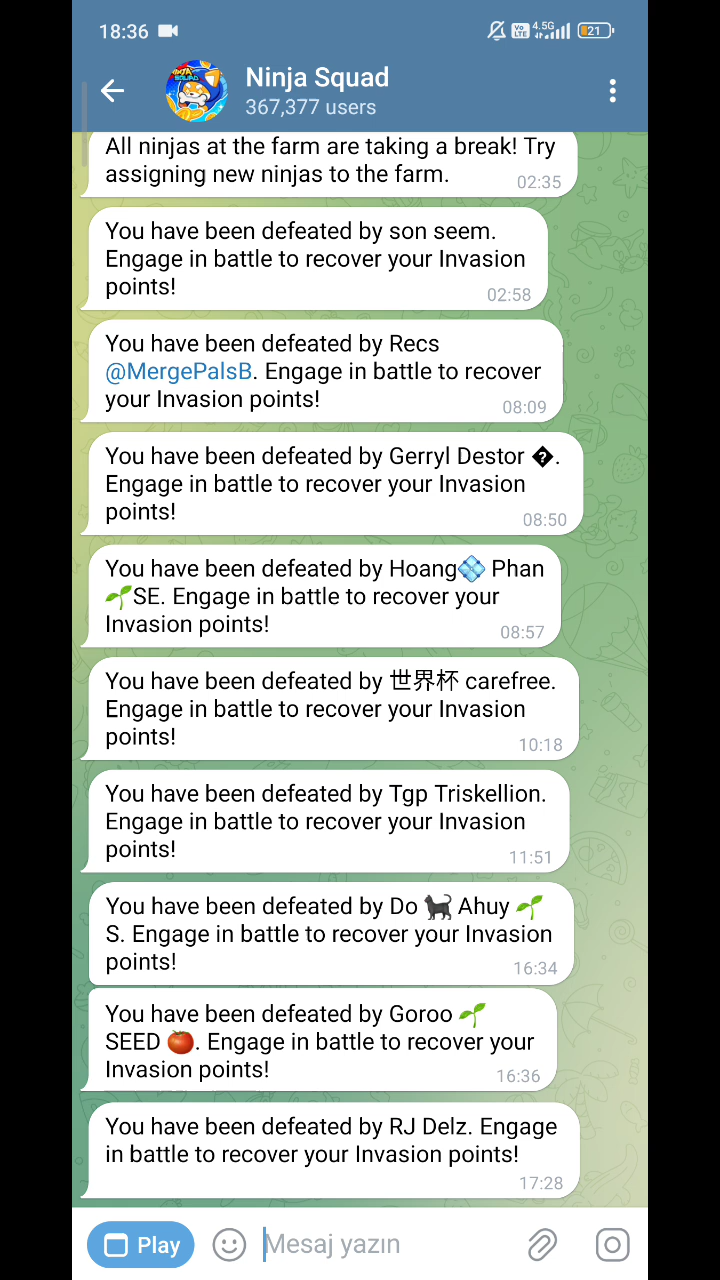 18:36
Vo LTE 4.5G 21
Ninja Squad
367,377 users
All ninjas at the farm are taking a break! Try
assigning new ninjas to the farm.
02:35
You have been defeated by son seem.
Engage in battle to recover your Invasion
points!
02:58
You have been defeated by Recs
@MergePalsB. Engage in battle to recover
your Invasion points!
08:09
You have been defeated by Gerryl Destor �.
Engage in battle to recover your Invasion
points!
08:50
You have been defeated by Hoang💠 Phan
🌱SE. Engage in battle to recover your
Invasion points!
08:57
You have been defeated by 世界杯 carefree.
Engage in battle to recover your Invasion
points!
10:18
You have been defeated by Tgp Triskellion.
Engage in battle to recover your Invasion
points!
11:51
You have been defeated by Do 🐈‍⬛ Ahuy 🌱
S. Engage in battle to recover your Invasion
points!
16:34
You have been defeated by Goroo 🌱
SEED 🍅. Engage in battle to recover your
Invasion points!
16:36
You have been defeated by RJ Delz. Engage
in battle to recover your Invasion points!
17:28
Play
Mesaj yazın